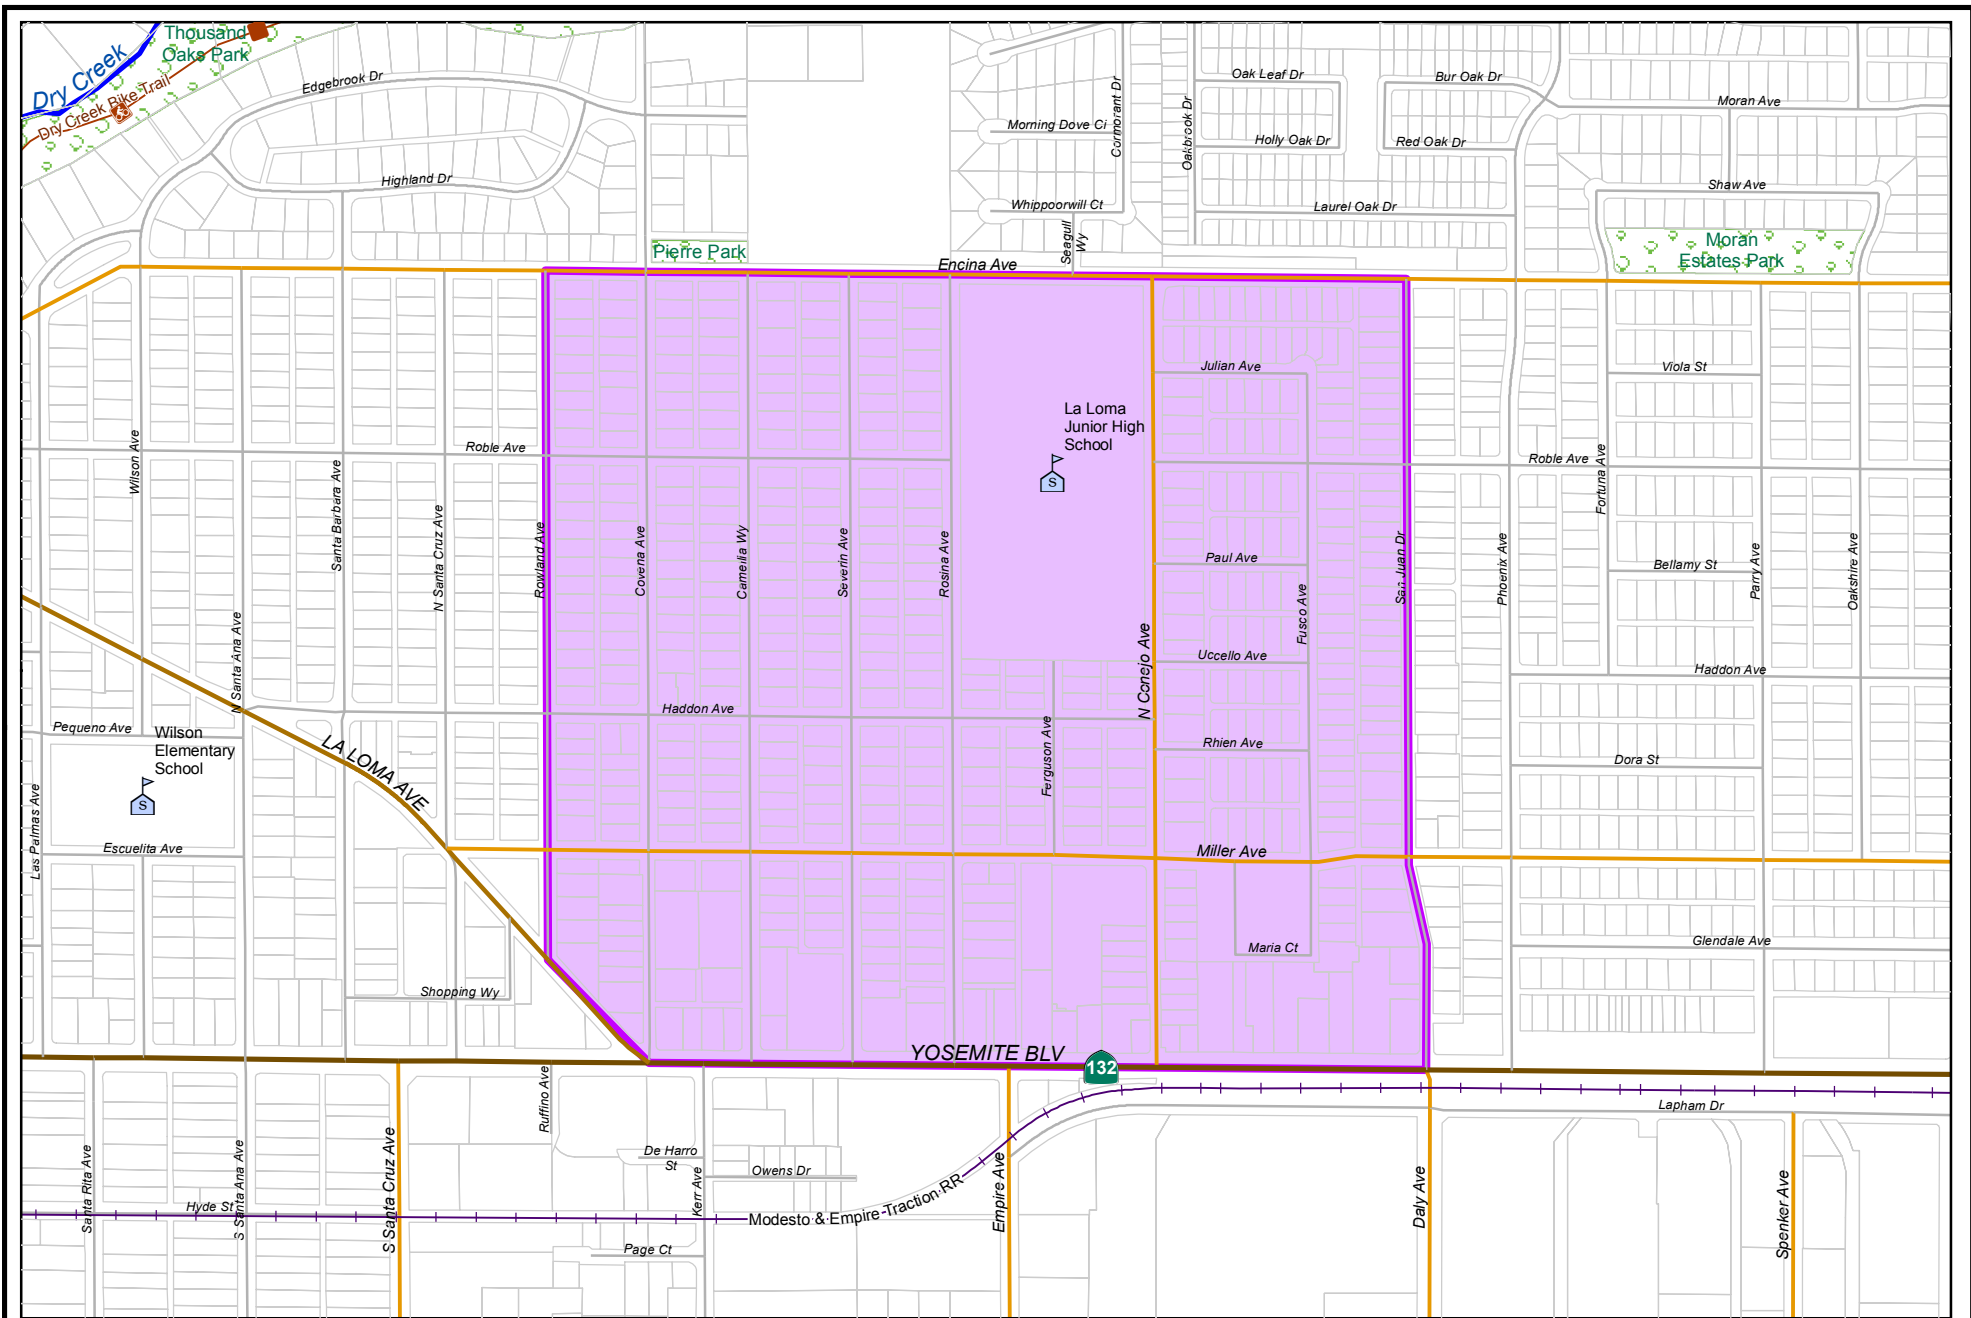 Thousand
Oaks Park
Dry Creek
Dry Creek Bike Trail
Edgebrook Dr
Highland Dr
Pierre Park
Morning Dove Ci
Whippoorwill Ct
Cormorant Dr
Seagull
Wy
Oakbrook Dr
Oak Leaf Dr
Holly Oak Dr
Bur Oak Dr
Red Oak Dr
Laurel Oak Dr
Moran Ave
Shaw Ave
Moran
Estates Park
Encina Ave
Julian Ave
Viola St
La Loma
Junior High
School
S
Roble Ave
Roble Ave
Wilson Ave
Santa Barbara Ave
N Santa Cruz Ave
Rowland Ave
Covena Ave
Camellia Wy
Severin Ave
Rosina Ave
N Conejo Ave
Paul Ave
Fusco Ave
San Juan Dr
Phoenix Ave
Fortuna Ave
Bellamy St
Parry Ave
Oakshire Ave
N Santa Ana Ave
Uccello Ave
Haddon Ave
Haddon Ave
Pequeno Ave
Wilson
Elementary
School
S
LA LOMA AVE
Ferguson Ave
Rhien Ave
Dora St
Las Palmas Ave
Escuelita Ave
Miller Ave
Maria Ct
Glendale Ave
Shopping Wy
YOSEMITE BLV
132
Lapham Dr
Ruffino Ave
De Harro
St
Kerr Ave
Owens Dr
Santa Rita Ave
S Santa Ana Ave
S Santa Cruz Ave
Hyde St
Modesto & Empire Traction RR
Empire Ave
Daly Ave
Spenker Ave
Page Ct